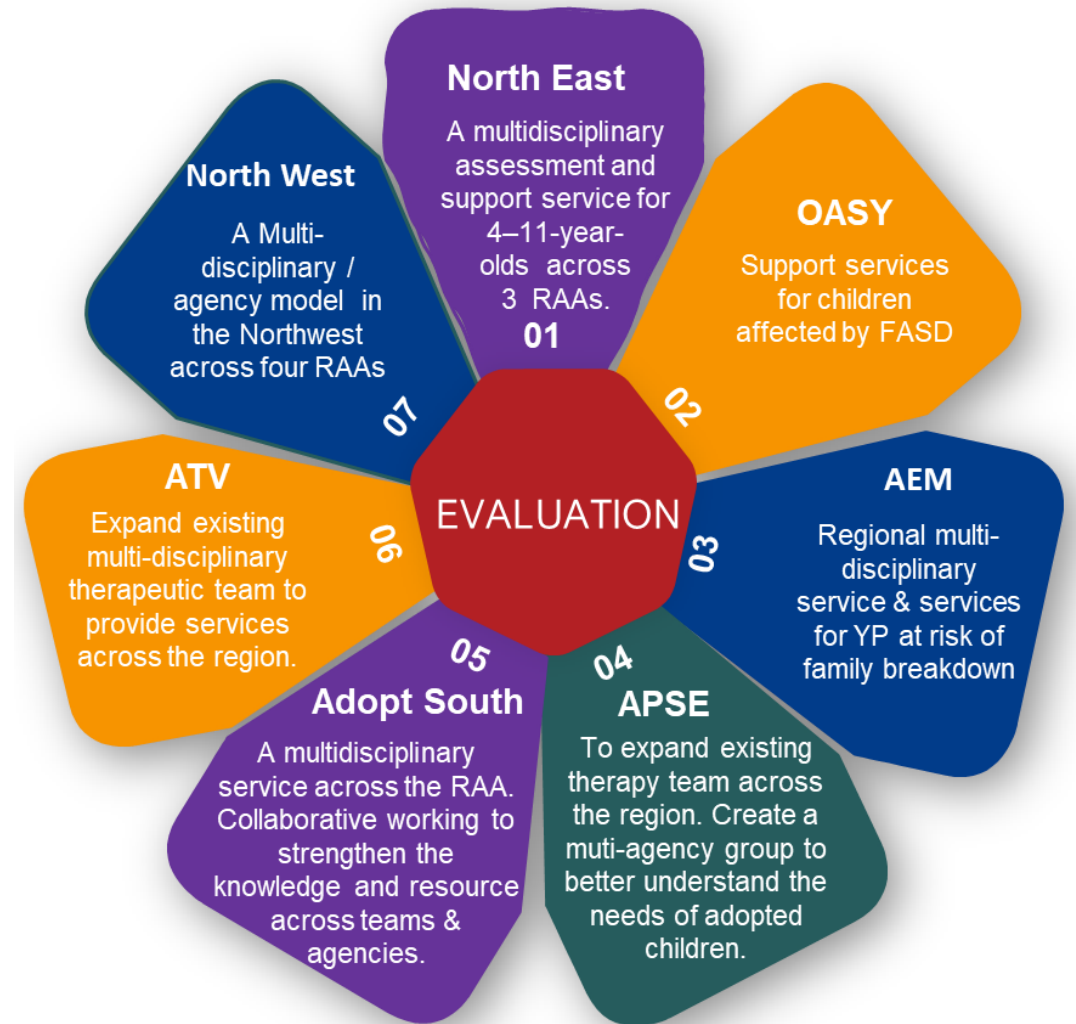 North East
A multidisciplinary
assessment and
support service for
4–11-year-
olds across
3 RAAs.
01
OASY
Support services
for children
affected by FASD
02
AEM
Regional multi-
disciplinary
service & services
for YP at risk of
family breakdown
03
04
APSE
To expand existing
therapy team across
the region. Create a
muti-agency group to
better understand the
needs of adopted
children.
05
Adopt South
A multidisciplinary
service across the RAA.
Collaborative working to
strengthen the
knowledge and resource
across teams &
agencies.
ATV
Expand existing
multi-disciplinary
therapeutic team to
provide services
across the region.
06
North West
A Multi-
disciplinary /
agency model in
the Northwest
across four RAAs
07
EVALUATION